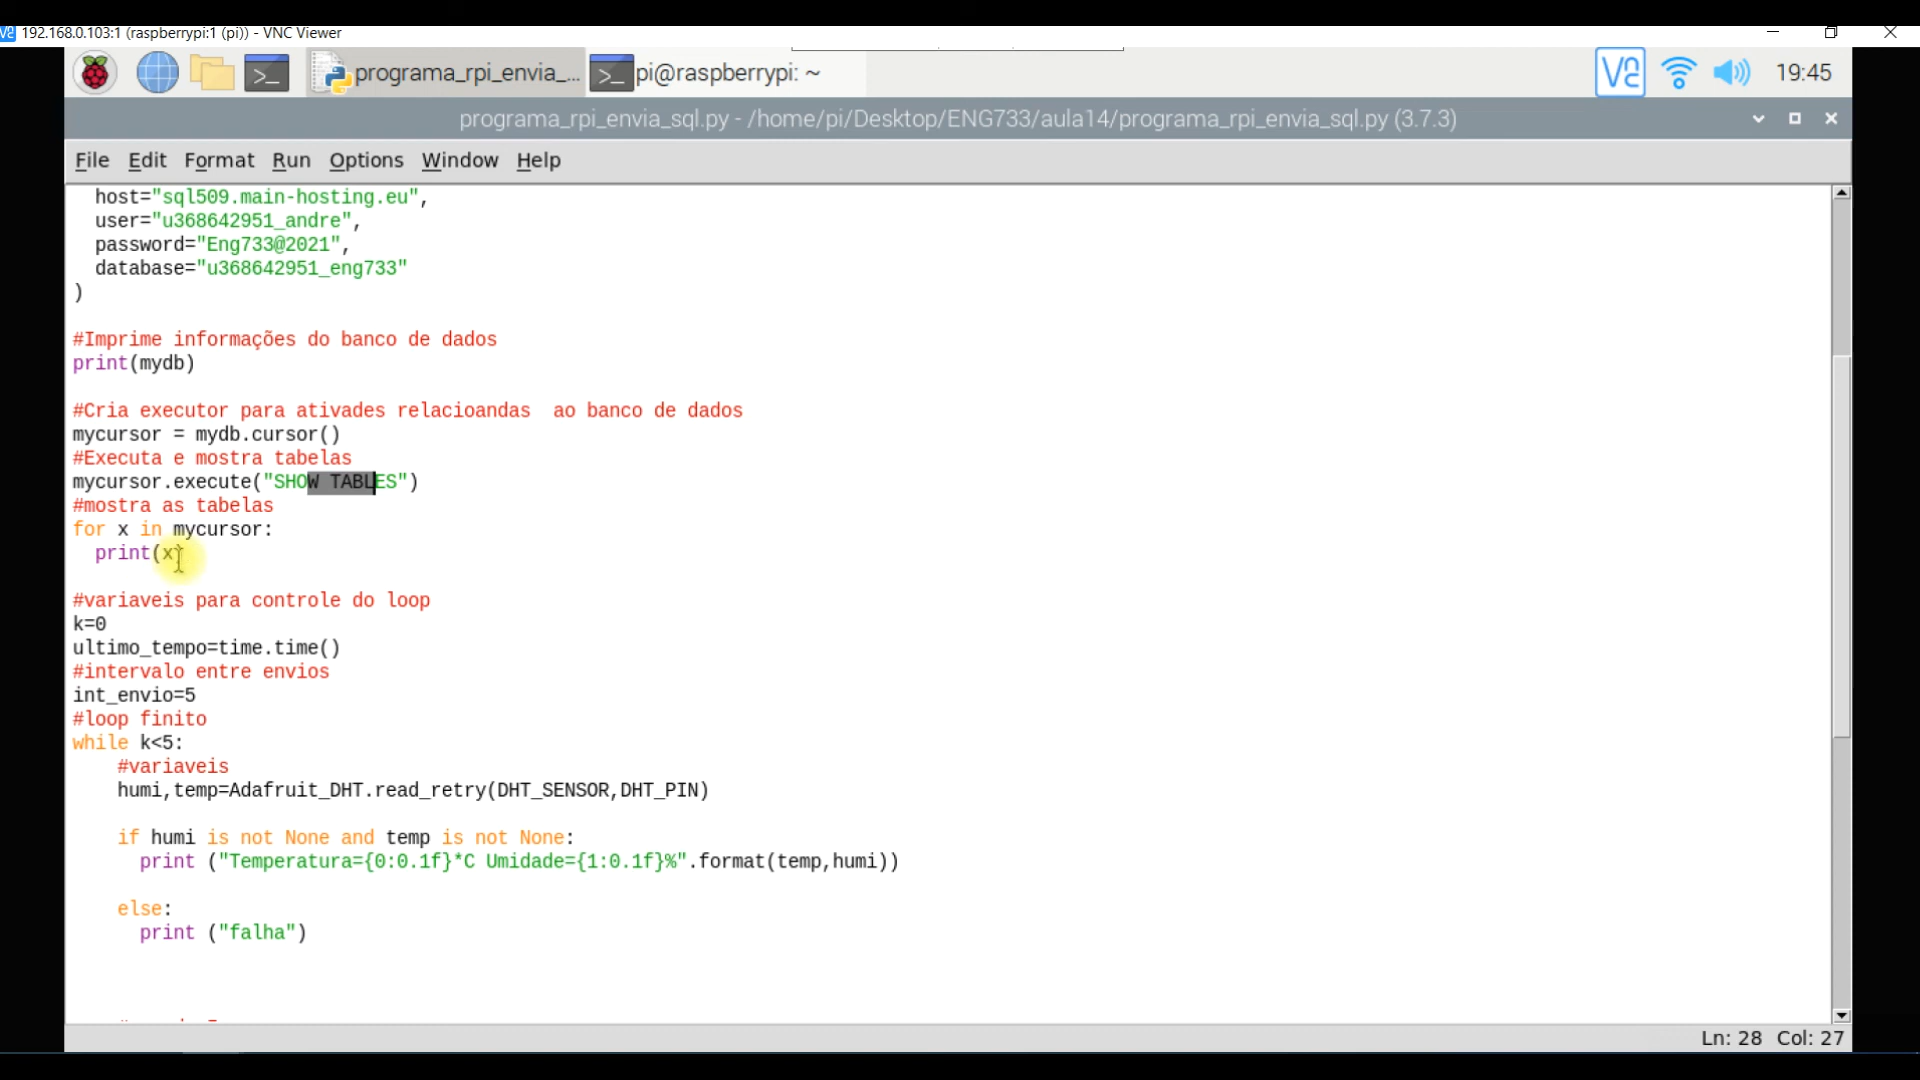 192.168.0.103:1 (raspberrypi:1 (pi)) - VNC Viewer
programa_rpi_envia_... pi@raspberrypi: ~ 19:45
programa_rpi_envia_sql.py - /home/pi/Desktop/ENG733/aula14/programa_rpi_envia_sql.py (3.7.3)
File Edit Format Run Options Window Help
host="sql509.main-hosting.eu",
user="u368642951_andre",
password="Eng733@2021",
database="u368642951_eng733"
)
#Imprime informações do banco de dados
print(mydb)
#Cria executor para ativades relacioandas  ao banco de dados
mycursor = mydb.cursor()
#Executa e mostra tabelas
mycursor.execute("SHOW TABLES")
#mostra as tabelas
for x in mycursor:
print(x)
#variaveis para controle do loop
k=0
ultimo_tempo=time.time()
#intervalo entre envios
int_envio=5
#loop finito
while k<5:
#variaveis
humi,temp=Adafruit_DHT.read_retry(DHT_SENSOR,DHT_PIN)
if humi is not None and temp is not None:
print ("Temperatura={0:0.1f}*C Umidade={1:0.1f}%".format(temp,humi))
else:
print ("falha")
Ln: 28 Col: 27